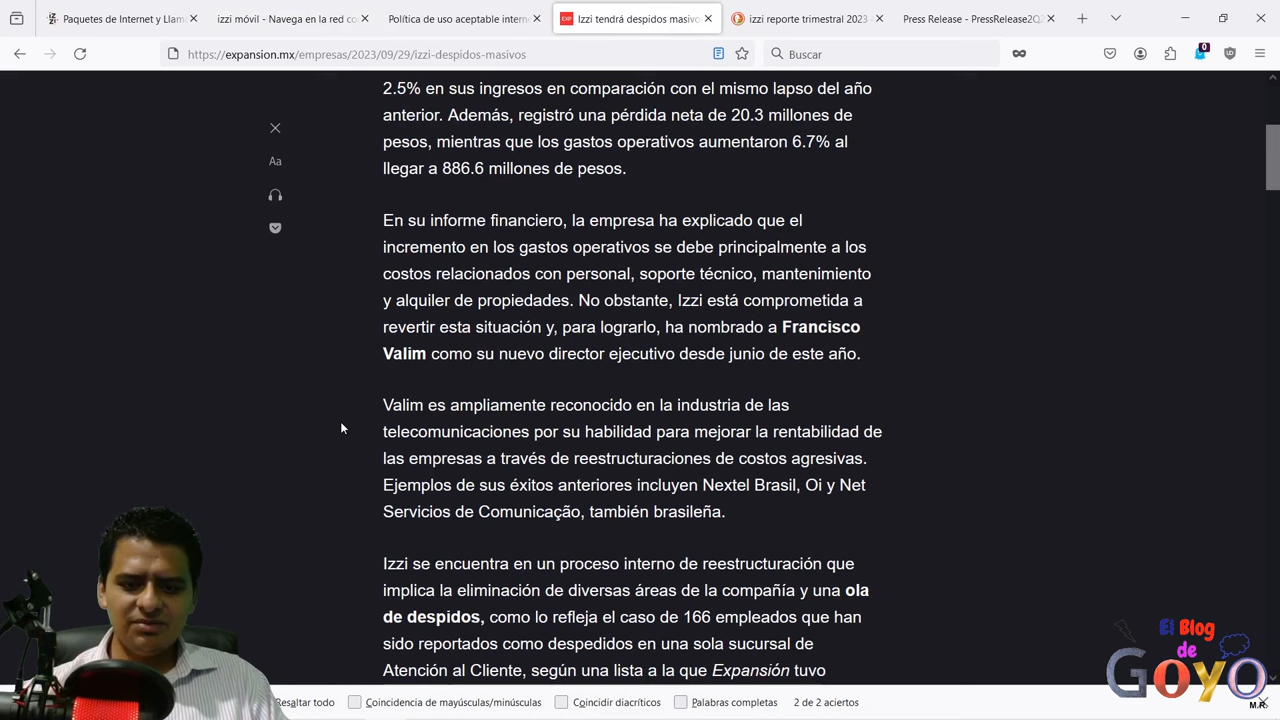 Paquetes de Internet y Llam
izzi móvil - Navega en la red co
Política de uso aceptable intern
EXP Izzi tendrá despidos masivo
izzi reporte trimestral 2023
Press Release - PressRelease2Q2
https://expansion.mx/empresas/2023/09/29/izzi-despidos-masivos
Buscar
0
2.5% en sus ingresos en comparación con el mismo lapso del año
anterior. Además, registró una pérdida neta de 20.3 millones de
pesos, mientras que los gastos operativos aumentaron 6.7% al
llegar a 886.6 millones de pesos.
Aa
En su informe financiero, la empresa ha explicado que el
incremento en los gastos operativos se debe principalmente a los
costos relacionados con personal, soporte técnico, mantenimiento
y alquiler de propiedades. No obstante, Izzi está comprometida a
revertir esta situación y, para lograrlo, ha nombrado a Francisco
Valim como su nuevo director ejecutivo desde junio de este año.
Valim es ampliamente reconocido en la industria de las
telecomunicaciones por su habilidad para mejorar la rentabilidad de
las empresas a través de reestructuraciones de costos agresivas.
Ejemplos de sus éxitos anteriores incluyen Nextel Brasil, Oi y Net
Servicios de Comunicação, también brasileña.
Izzi se encuentra en un proceso interno de reestructuración que
implica la eliminación de diversas áreas de la compañía y una ola
de despidos, como lo refleja el caso de 166 empleados que han
sido reportados como despedidos en una sola sucursal de
Atención al Cliente, según una lista a la que Expansión tuvo
El Blog
de
GOYO
M.R.
Resaltar todo
Coincidencia de mayúsculas/minúsculas
Coincidir diacríticos
Palabras completas
2 de 2 aciertos